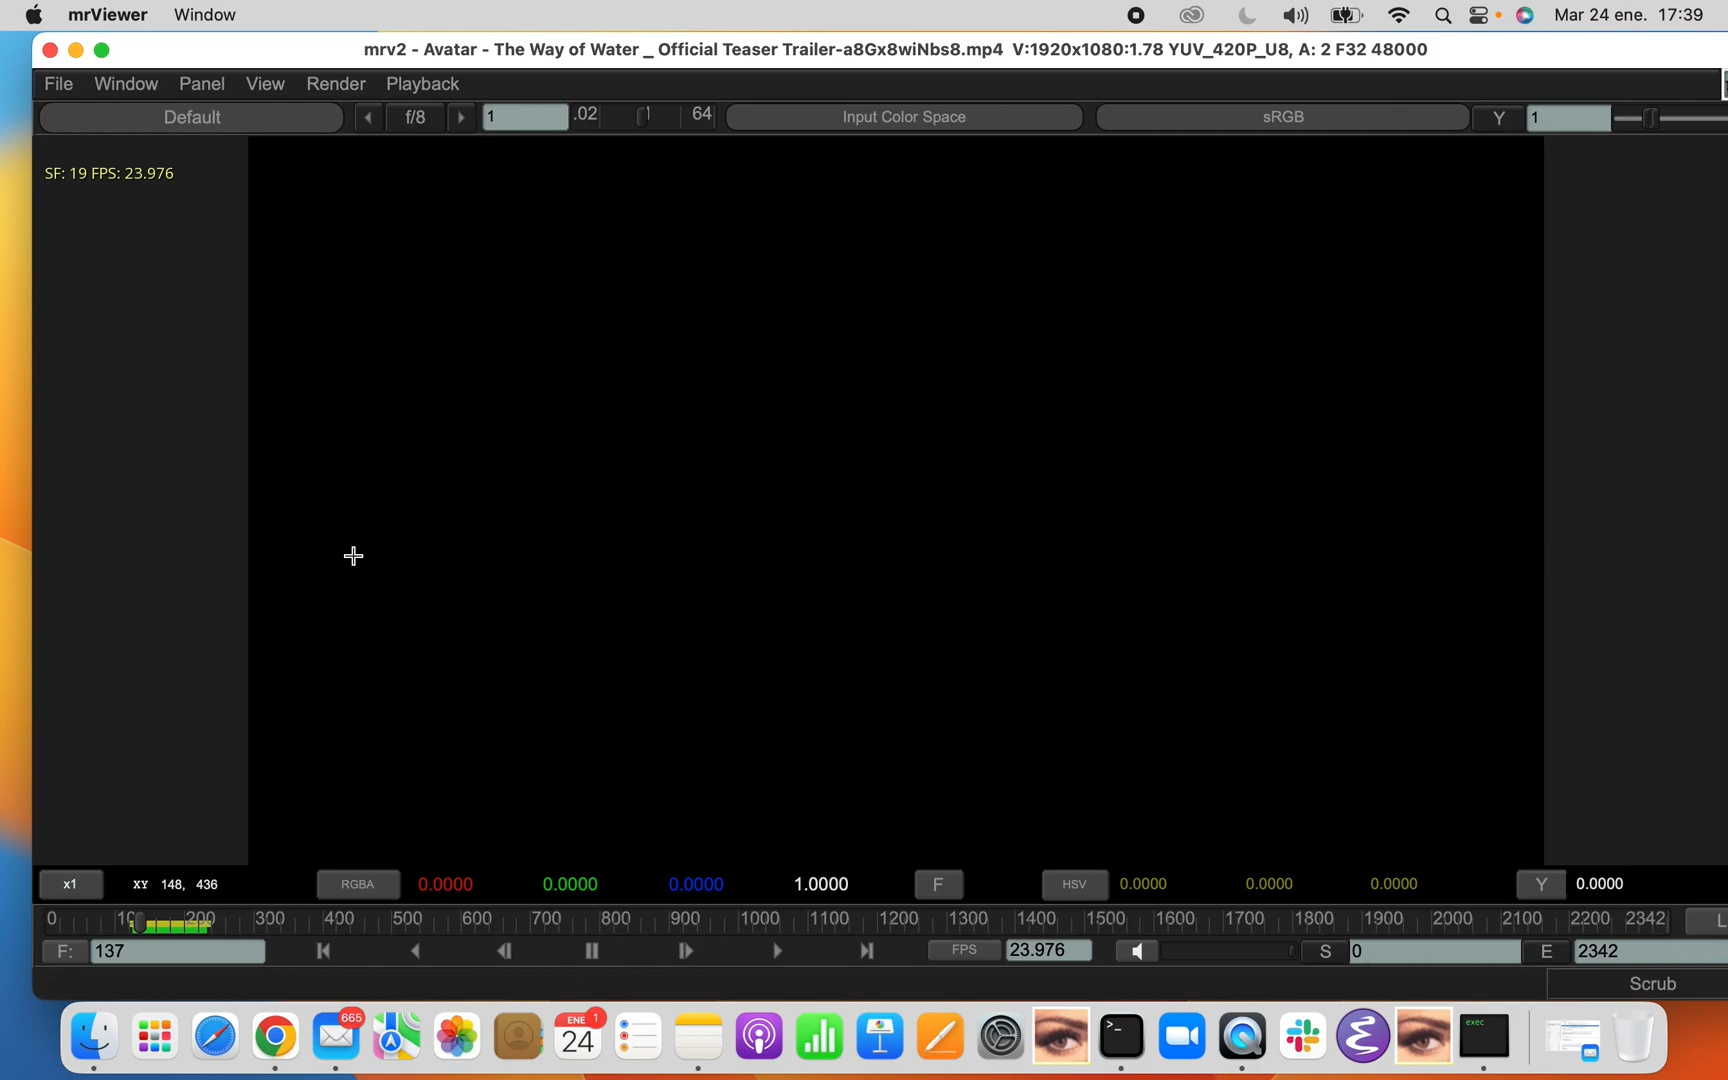 mrViewer Window Mar 24 ene. 17:39
mrv2 - Avatar - The Way of Water _ Official Teaser Trailer-a8Gx8wiNbs8.mp4 V:1920x1080:1.78 YUV_420P_U8, A: 2 F32 48000
File Window Panel View Render Playback
Default f/8 1 .02 1 64 Input Color Space sRGB Y 1
SF: 19 FPS: 23.976
x1 XY 148, 436 RGBA 0.0000 0.0000 0.0000 1.0000 F HSV 0.0000 0.0000 0.0000 Y 0.0000
0 200 300 400 500 600 700 800 900 1000 1100 1200 1300 1400 1500 1600 1700 1800 1900 2000 2100 2200 2342 L
F: 137 FPS 23.976 S 0 E 2342
Scrub
665 ENE 1 24 >_ exec